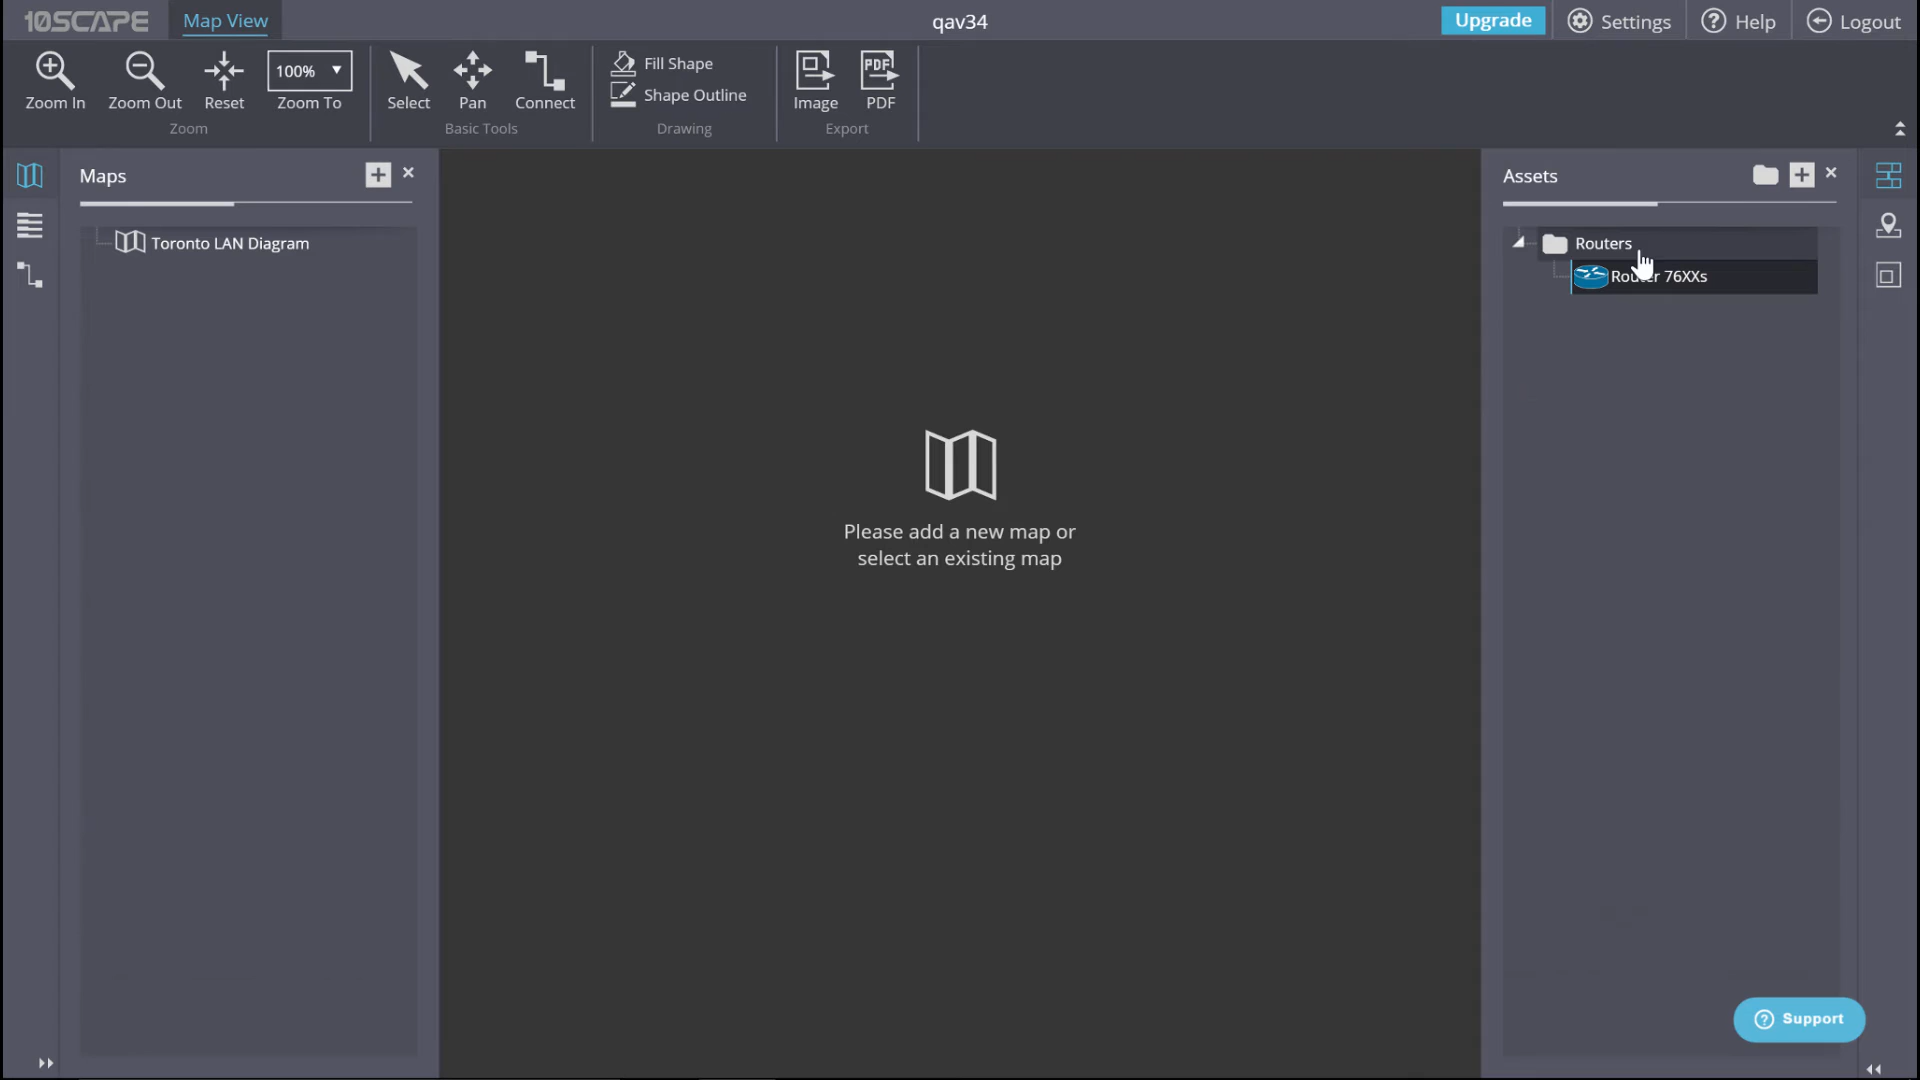 10SCAPE
Map View
qav34
Upgrade
Settings
Help
Logout
Zoom In
Zoom Out
Reset
100%
Zoom To
Zoom
Select
Pan
Connect
Basic Tools
Fill Shape
Shape Outline
Drawing
Image
PDF
PDF
Export
Maps
Toronto LAN Diagram
Please add a new map or
select an existing map
Assets
Routers
Router 76XXs
Support